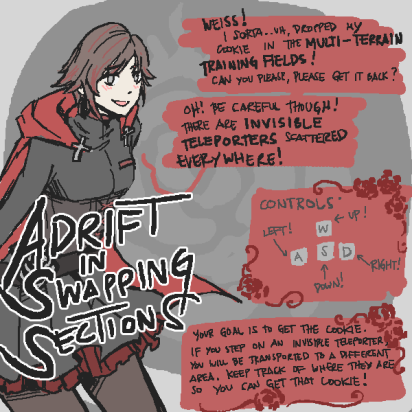 WEISS!
I SORTA..UH, DROPPED MY
COOKIE IN THE MULTI-TERRAIN
TRAINING FIELDS!
CAN YOU PLEASE, PLEASE GET IT BACK?
OH! BE CAREFUL THOUGH!
THERE ARE INVISIBLE
TELEPORTERS SCATTERED
EVERYWHERE!
ADRIFT
IN
SWAPPING
SECTIONS
CONTROLS:
UP!
LEFT!
W
A S D
RIGHT!
DOWN!
YOUR GOAL IS TO GET THE COOKIE.
IF YOU STEP ON AN INVISIBLE TELEPORTER
YOU WILL BE TRANSPORTED TO A DIFFERENT
AREA. KEEP TRACK OF WHERE THEY ARE
SO YOU CAN GET THAT COOKIE!